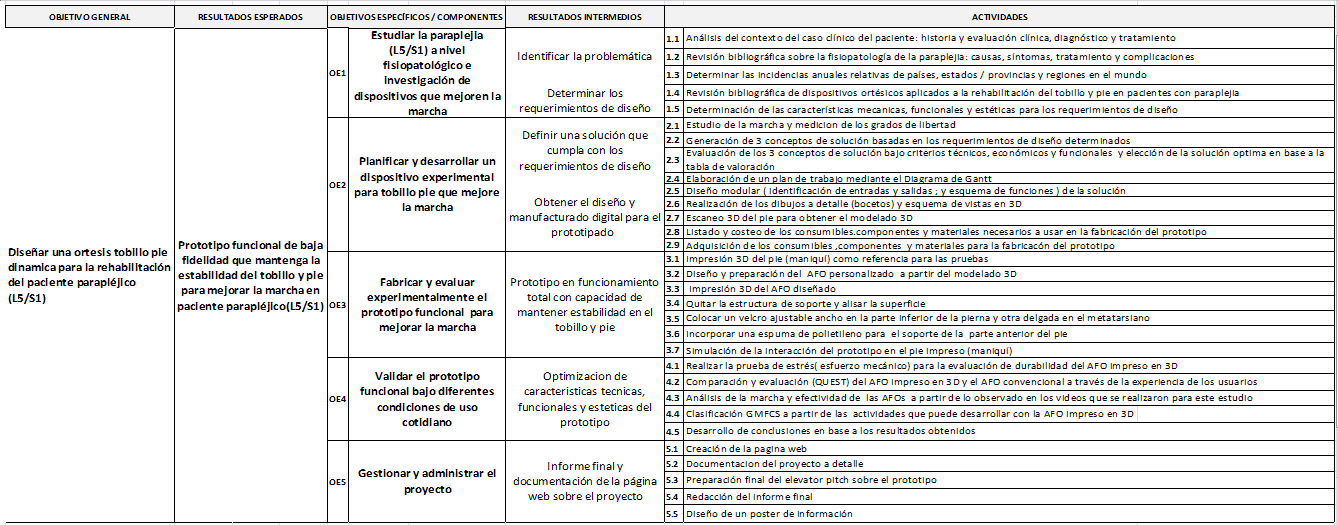 OBJETIVO GENERAL
RESULTADOS ESPERADOS
OBJETIVOS ESPECÍFICOS / COMPONENTES
RESULTADOS INTERMEDIOS
ACTIVIDADES
Diseñar una ortesis tobillo pie
dinamica para la rehabilitación
del paciente parapléjico
(L5/S1)
Prototipo funcional de baja
fidelidad que mantenga la
estabilidad del tobillo y pie
para mejorar la marcha en
paciente parapléjico(L5/S1)
OE1
Estudiar la paraplejia
(L5/S1) a nivel
fisiopatológico e
investigación de
dispositivos que mejoren la
marcha
Identificar la problemática
Determinar los
requerimientos de diseño
1.1 Análisis del contexto del caso clínico del paciente: historia y evaluación clínica, diagnóstico y tratamiento
1.2 Revisión bibliográfica sobre la fisiopatología de la paraplejia: causas, síntomas, tratamiento y complicaciones
1.3 Determinar las incidencias anuales relativas de países, estados / provincias y regiones en el mundo
1.4 Revisión bibliográfica de dispositivos ortésicos aplicados a la rehabilitación del tobillo y pie en pacientes con paraplejia
1.5 Determinación de las características mecanicas, funcionales y estéticas para los requerimientos de diseño
OE2
Planificar y desarrollar un
dispositivo experimental
para tobillo pie que mejore
la marcha
Definir una solución que
cumpla con los
requerimientos de diseño
Obtener el diseño y
manufacturado digital para el
prototipado
2.1 Estudio de la marcha y medicion de los grados de libertad
2.2 Generación de 3 conceptos de solución basadas en los requerimientos de diseño determinados
2.3 Evaluación de los 3 conceptos de solución bajo criterios técnicos, económicos y funcionales y elección de la solución optima en base a la
tabla de valoración
2.4 Elaboración de un plan de trabajo mediante el Diagrama de Gantt
2.5 Diseño modular ( identificación de entradas y salidas ; y esquema de funciones ) de la solución
2.6 Realización de los dibujos a detalle (bocetos) y esquema de vistas en 3D
2.7 Escaneo 3D del pie para obtener el modelado 3D
2.8 Listado y costeo de los consumibles.componentes y materiales necesarios a usar en la fabricación del prototipo
2.9 Adquisición de los consumibles ,componentes y materiales para la fabricacón del prototipo
OE3
Fabricar y evaluar
experimentalmente el
prototipo funcional para
mejorar la marcha
Prototipo en funcionamiento
total con capacidad de
mantener estabilidad en el
tobillo y pie
3.1 Impresión 3D del pie (maniquí) como referencia para las pruebas
3.2 Diseño y preparación del AFO personalizado a partir del modelado 3D
3.3 Impresión 3D del AFO diseñado
3.4 Quitar la estructura de soporte y alisar la superficie
3.5 Colocar un velcro ajustable ancho en la parte inferior de la pierna y otra delgada en el metatarsiano
3.6 Incorporar una espuma de polietileno para el soporte de la parte anterior del pie
3.7 Simulación de la interacción del prototipo en el pie impreso (maniquí)
OE4
Validar el prototipo
funcional bajo diferentes
condiciones de uso
cotidiano
Optimizacion de
caracteristicas tecnicas,
funcionales y esteticas del
prototipo
4.1 Realizar la prueba de estrés( esfuerzo mecánico) para la evaluación de durabilidad del AFO impreso en 3D
4.2 Comparación y evaluación (QUEST) del AFO impreso en 3D y el AFO convencional a través de la experiencia de los usuarios
4.3 Análisis de la marcha y efectividad de las AFOs a partir de lo observado en los videos que se realizaron para este estudio
4.4 Clasificación GMFCS a partir de las actividades que puede desarrollar con la AFO impreso en 3D
4.5 Desarrollo de conclusiones en base a los resultados obtenidos
OE5
Gestionar y administrar el
proyecto
Informe final y
documentación de la página
web sobre el proyecto
5.1 Creación de la pagina web
5.2 Documentacion del proyecto a detalle
5.3 Preparación final del elevator pitch sobre el prototipo
5.4 Redacción del informe final
5.5 Diseño de un poster de información